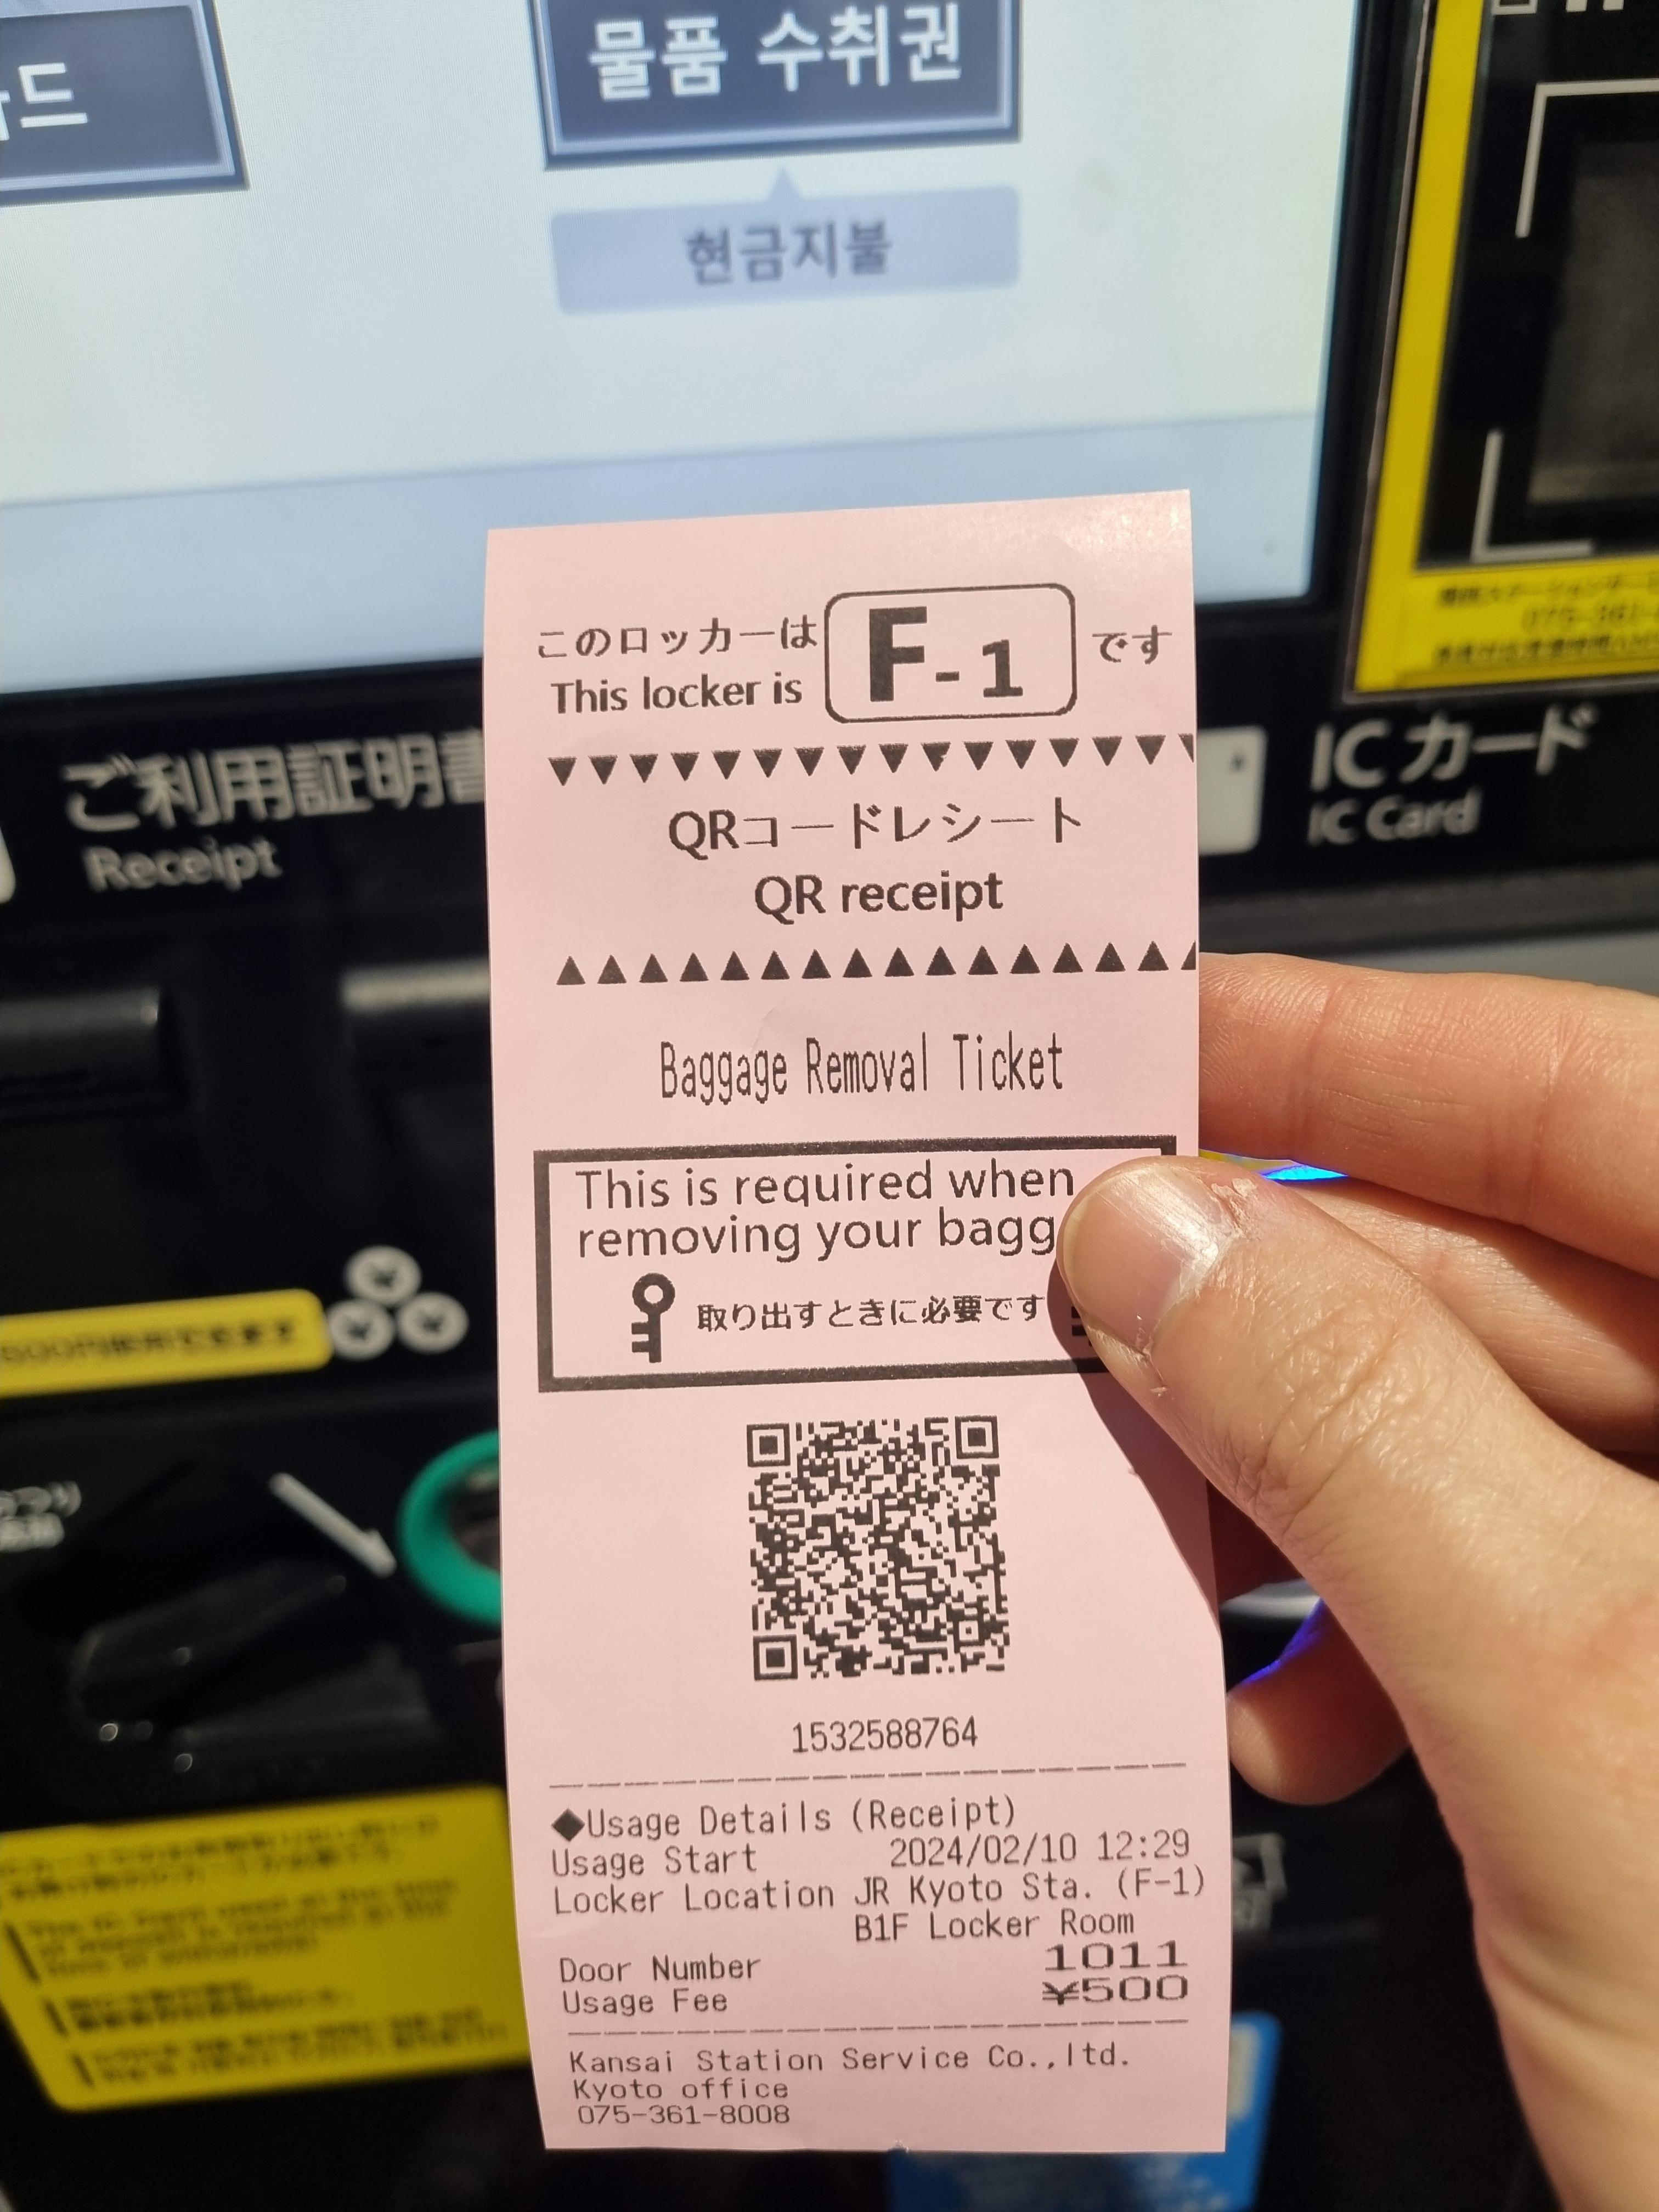 물품 수취권
현금지불
このロッカーは F-1 です
This locker is
QRコードレシート
QR receipt
Baggage Removal Ticket
This is required when
removing your bagg
取り出すときに必要です
1532588764
◆Usage Details (Receipt)
Usage Start 2024/02/10 12:29
Locker Location JR Kyoto Sta. (F-1)
B1F Locker Room
Door Number 1011
Usage Fee ¥500
Kansai Station Service Co.,ltd.
Kyoto office
075-361-8008
ご利用証明書
Receipt
ICカード
IC Card